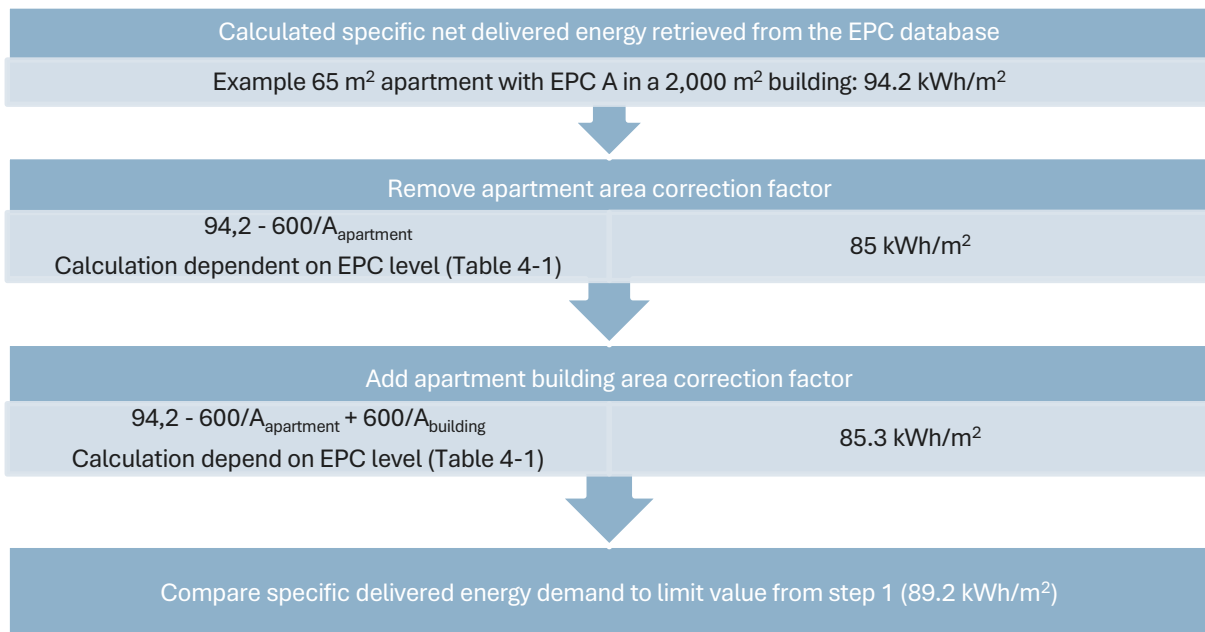 Calculated specific net delivered energy retrieved from the EPC database
Example 65 m² apartment with EPC A in a 2,000 m² building: 94.2 kWh/m²
Remove apartment area correction factor
94,2 - 600/A_apartment
Calculation dependent on EPC level (Table 4-1)
85 kWh/m²
Add apartment building area correction factor
94,2 - 600/A_apartment + 600/A_building
Calculation depend on EPC level (Table 4-1)
85.3 kWh/m²
Compare specific delivered energy demand to limit value from step 1 (89.2 kWh/m²)